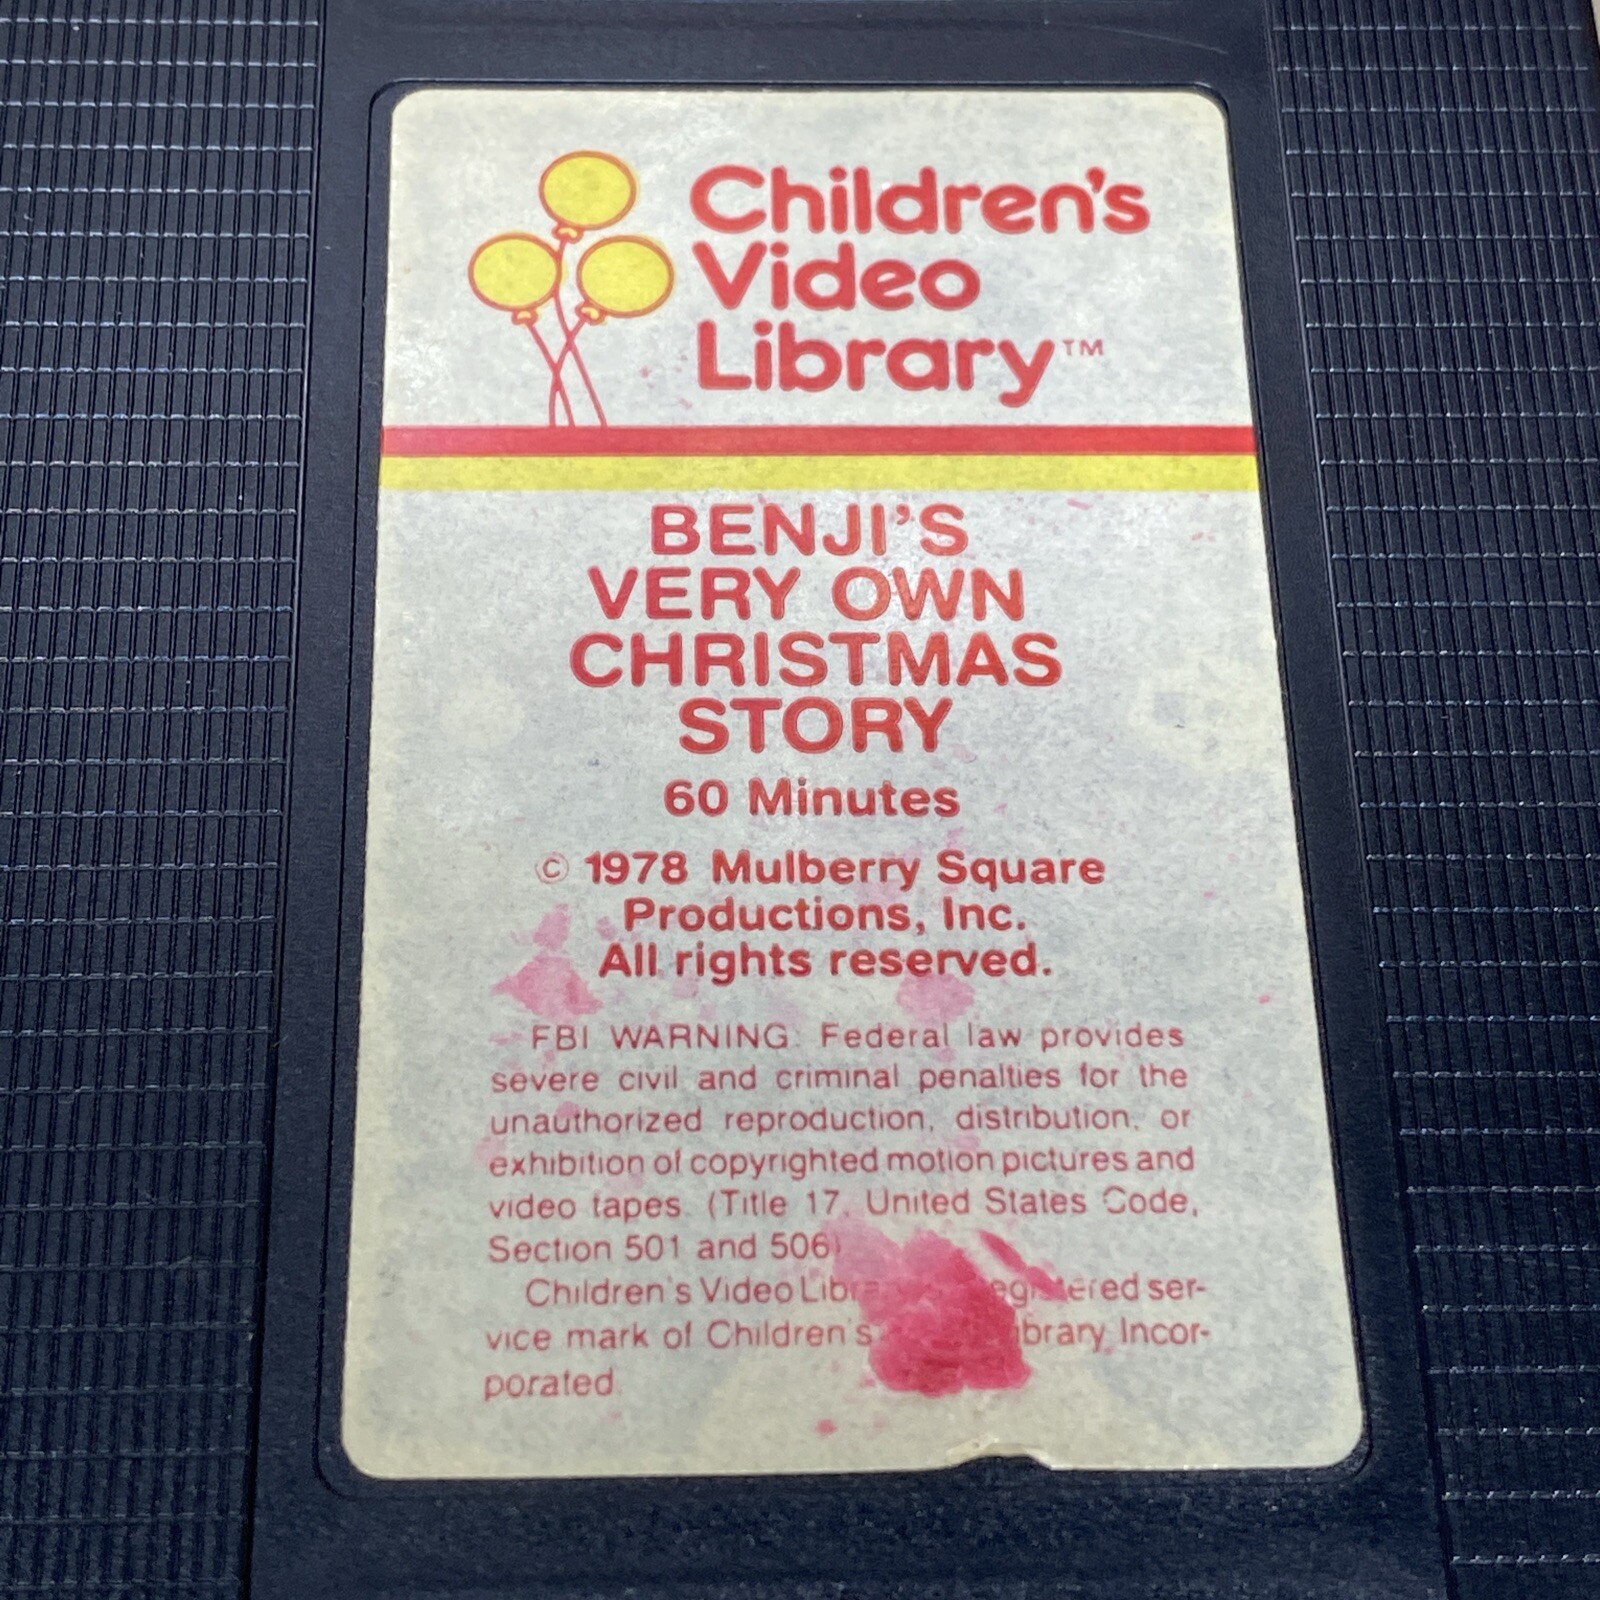 Children's
Video
Library™
BENJI'S
VERY OWN
CHRISTMAS
STORY
60 Minutes
© 1978 Mulberry Square
Productions, Inc.
All rights reserved.
FBI WARNING: Federal law provides
severe civil and criminal penalties for the
unauthorized reproduction, distribution, or
exhibition of copyrighted motion pictures and
video tapes. (Title 17, United States Code,
Section 501 and 506)
Children's Video ser-
vice mark of Children's Incor-
porated